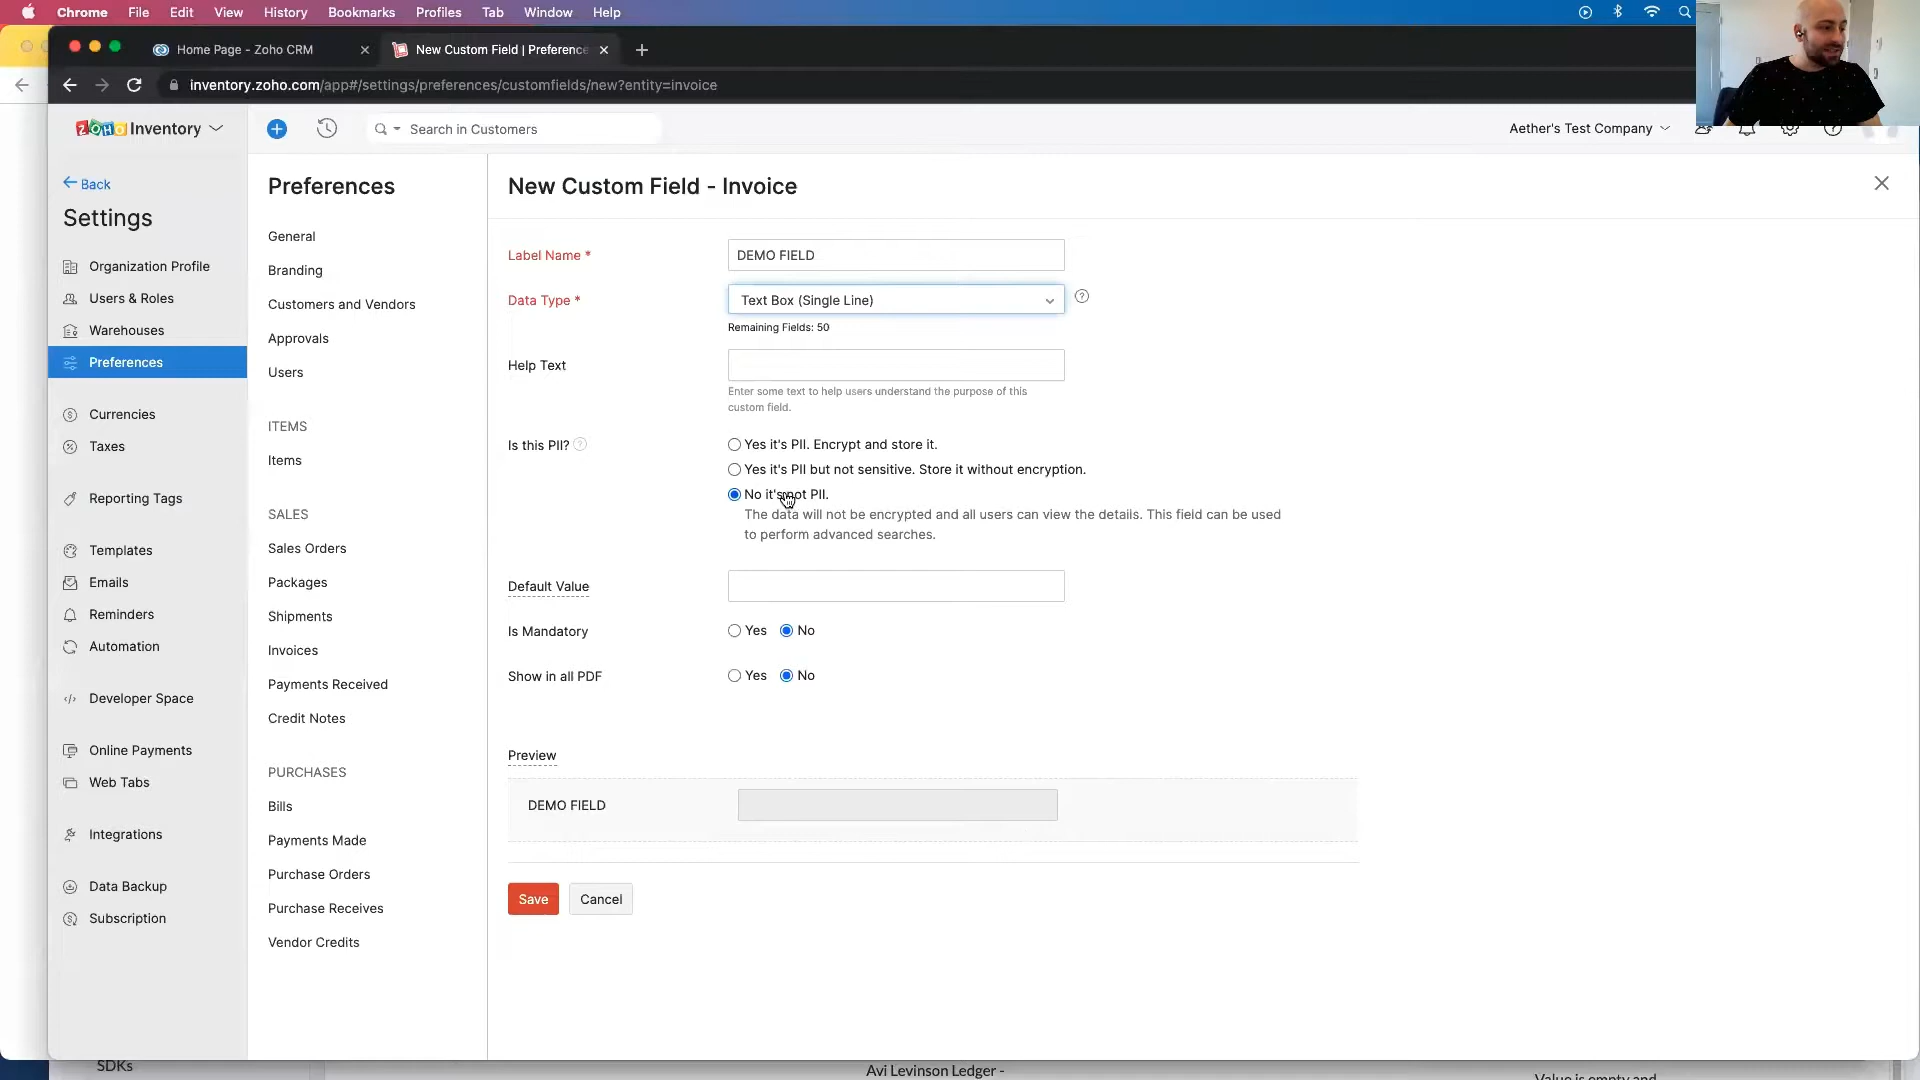 Chrome File Edit View History Bookmarks Profiles Tab Window Help
Home Page - Zoho CRM
New Custom Field | Preference
inventory.zoho.com/app#/settings/preferences/customfields/new?entity=invoice
ZOHO Inventory
Search in Customers
Aether's Test Company
Back
Settings
Organization Profile
Users & Roles
Warehouses
Preferences
Currencies
Taxes
Reporting Tags
Templates
Emails
Reminders
Automation
Developer Space
Online Payments
Web Tabs
Integrations
Data Backup
Subscription
Preferences
General
Branding
Customers and Vendors
Approvals
Users
ITEMS
Items
SALES
Sales Orders
Packages
Shipments
Invoices
Payments Received
Credit Notes
PURCHASES
Bills
Payments Made
Purchase Orders
Purchase Receives
Vendor Credits
New Custom Field - Invoice
Label Name *
DEMO FIELD
Data Type *
Text Box (Single Line)
Remaining Fields: 50
Help Text
Enter some text to help users understand the purpose of this
custom field.
Is this PII?
Yes it's PII. Encrypt and store it.
Yes it's PII but not sensitive. Store it without encryption.
No it's not PII.
The data will not be encrypted and all users can view the details. This field can be used
to perform advanced searches.
Default Value
Is Mandatory
Yes No
Show in all PDF
Yes No
Preview
DEMO FIELD
Save Cancel
SDKs
Avi Levinson Ledger -
Value is empty and